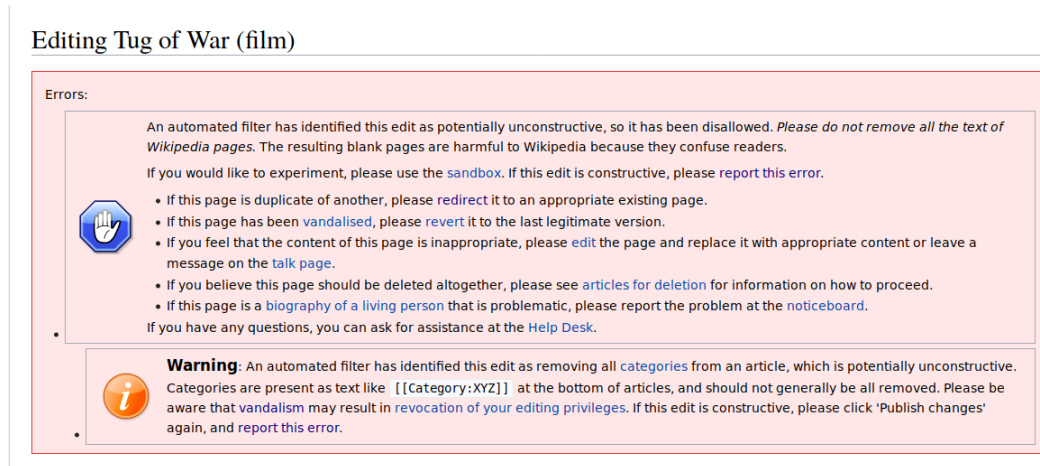 Editing Tug of War (film)
Errors:
An automated filter has identified this edit as potentially unconstructive, so it has been disallowed. Please do not remove all the text of
Wikipedia pages. The resulting blank pages are harmful to Wikipedia because they confuse readers.
If you would like to experiment, please use the sandbox. If this edit is constructive, please report this error.
• If this page is duplicate of another, please redirect it to an appropriate existing page.
• If this page has been vandalised, please revert it to the last legitimate version.
• If you feel that the content of this page is inappropriate, please edit the page and replace it with appropriate content or leave a
message on the talk page.
• If you believe this page should be deleted altogether, please see articles for deletion for information on how to proceed.
• If this page is a biography of a living person that is problematic, please report the problem at the noticeboard.
If you have any questions, you can ask for assistance at the Help Desk.
Warning: An automated filter has identified this edit as removing all categories from an article, which is potentially unconstructive.
Categories are present as text like [[Category:XYZ]] at the bottom of articles, and should not generally be all removed. Please be
aware that vandalism may result in revocation of your editing privileges. If this edit is constructive, please click 'Publish changes'
again, and report this error.